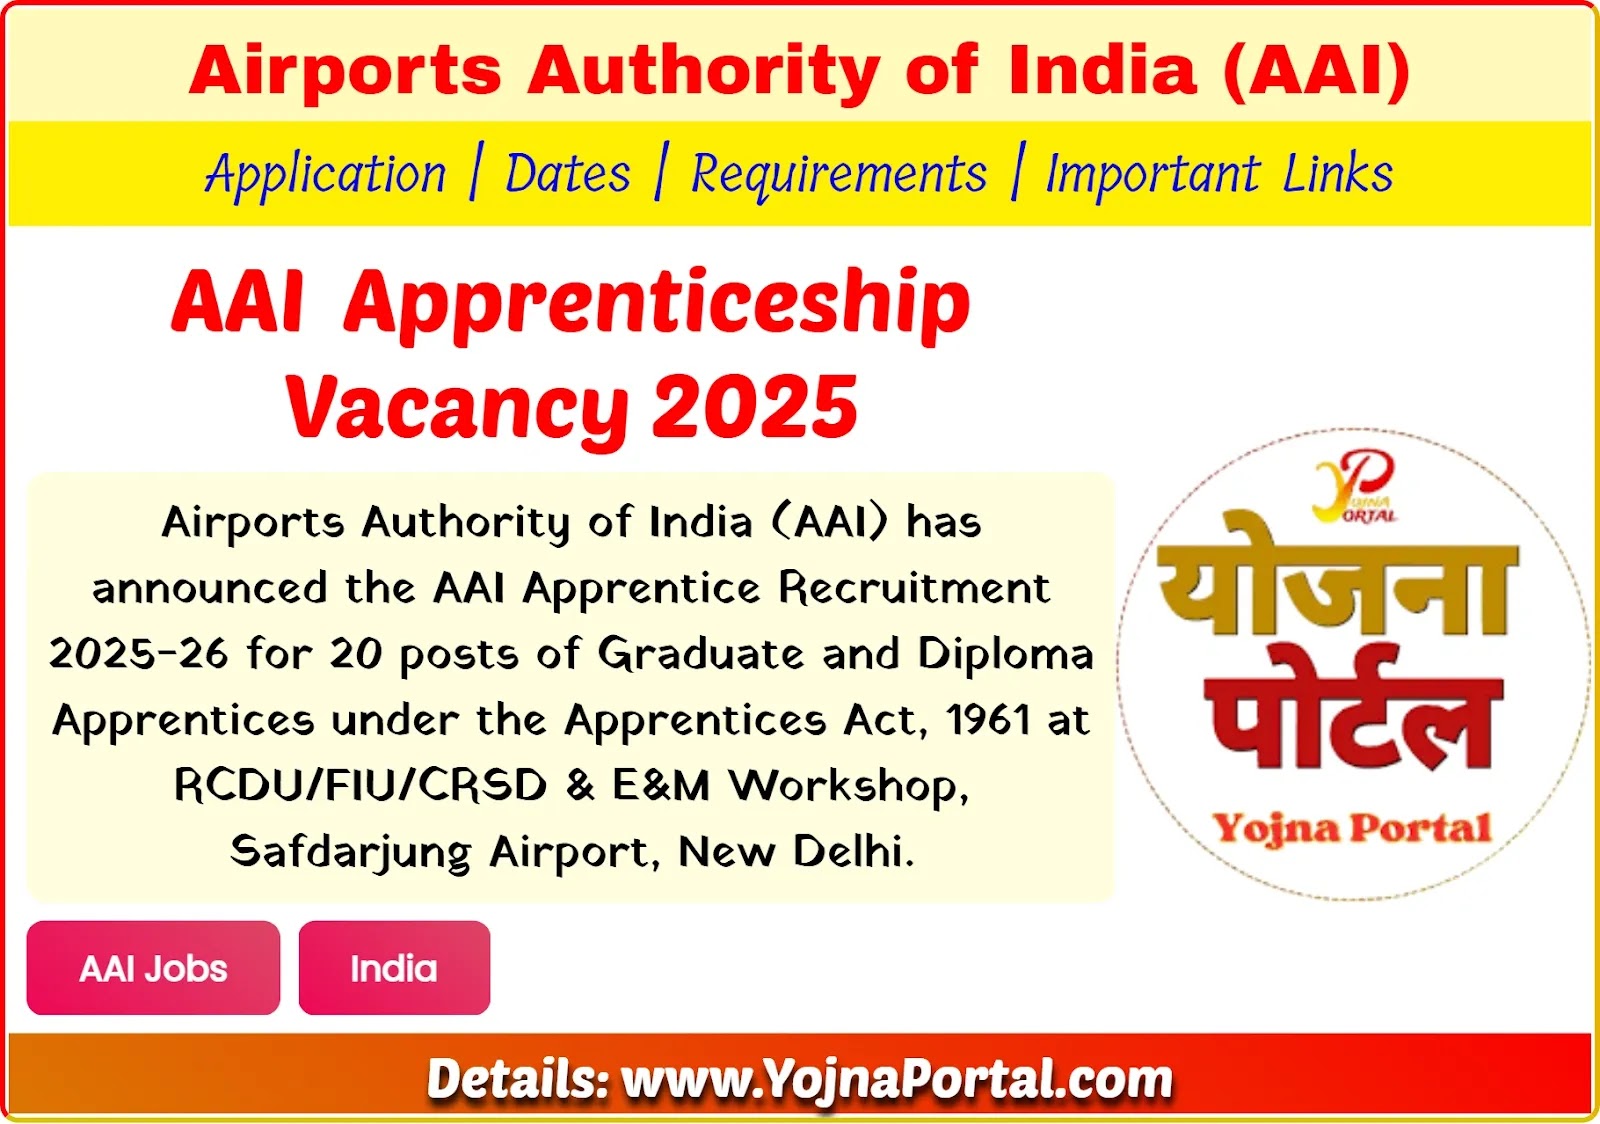 Airports Authority of India (AAI)
Application | Dates | Requirements | Important Links
AAI Apprenticeship
Vacancy 2025
Airports Authority of India (AAI) has
announced the AAI Apprentice Recruitment
2025-26 for 20 posts of Graduate and Diploma
Apprentices under the Apprentices Act, 1961 at
RCDU/FIU/CRSD & E&M Workshop,
Safdarjung Airport, New Delhi.
YP
YOJNA
PORTAL
योजना
पोर्टल
Yojna Portal
AAI Jobs
India
Details: www.YojnaPortal.com